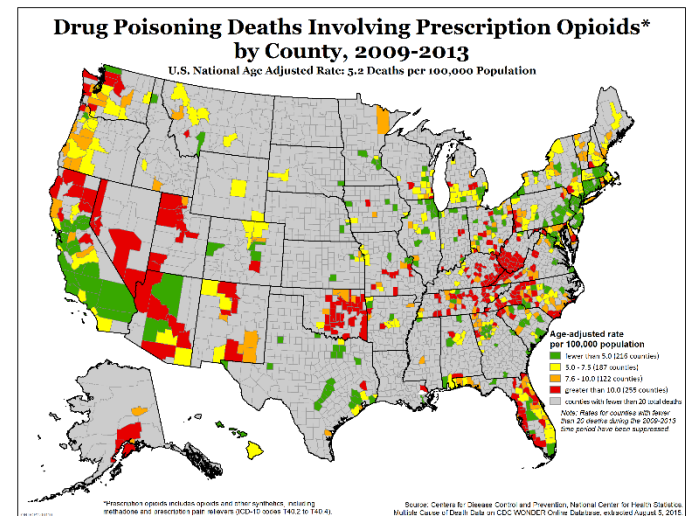 Drug Poisoning Deaths Involving Prescription Opioids*
by County, 2009-2013
U.S. National Age Adjusted Rate: 5.2 Deaths per 100,000 Population
Age-adjusted rate
per 100,000 population
fewer than 5.0 (216 counties)
5.0 - 7.5 (187 counties)
7.6 - 10.0 (122 counties)
greater than 10.0 (255 counties)
counties with fewer than 20 total deaths
Note: Rates for counties with fewer
than 20 deaths during the 2009-2013
time period have been suppressed.
*Prescription opioids includes opioids and other synthetics, including
methadone and prescription pain relievers (ICD-10 codes T40.2 to T40.4).
Source: Centers for Disease Control and Prevention, National Center for Health Statistics.
Multiple Cause of Death Data on CDC WONDER Online Database, extracted August 5, 2015.